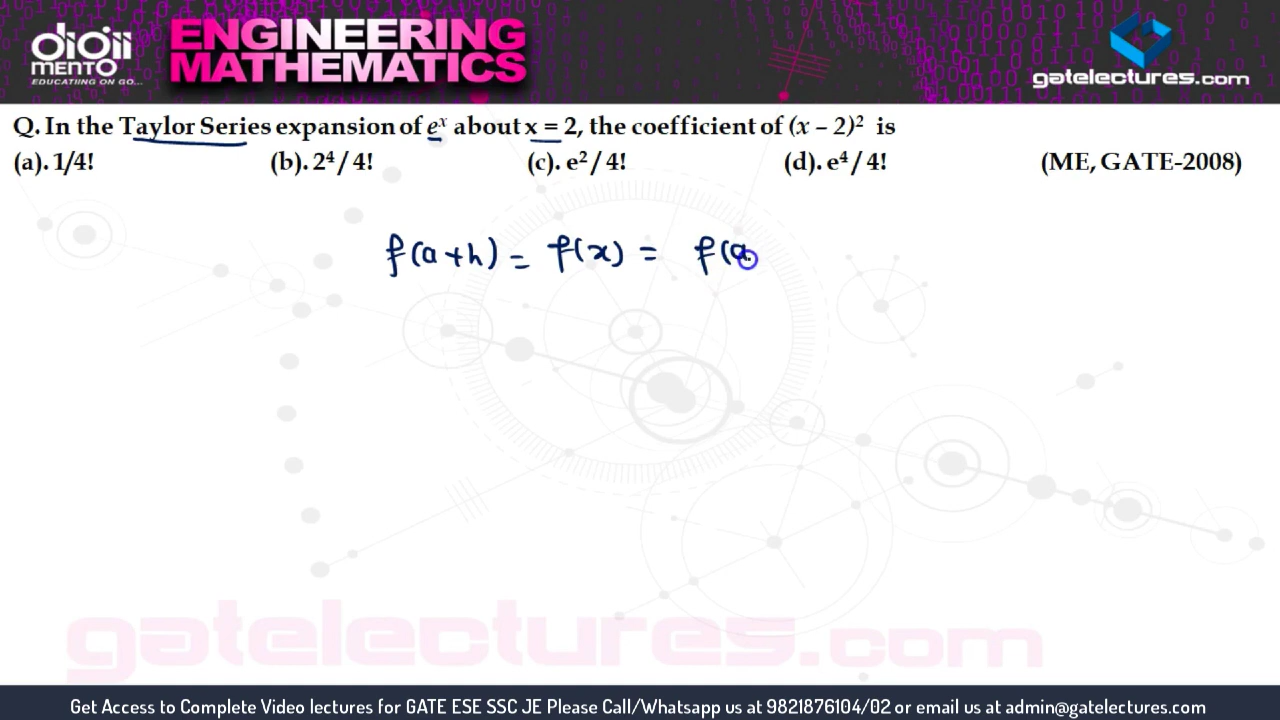 DIGII MENTO
EDUCATIING ON GO...
ENGINEERING
MATHEMATICS
gatelectures.com
Q. In the Taylor Series expansion of eˣ about x = 2, the coefficient of (x – 2)² is
(a). 1/4! (b). 2⁴ / 4! (c). e² / 4! (d). e⁴ / 4! (ME, GATE-2008)
f(a+h) = f(x) = f(a
gatelectures.com
Get Access to Complete Video lectures for GATE ESE SSC JE Please Call/Whatsapp us at 9821876104/02 or email us at admin@gatelectures.com